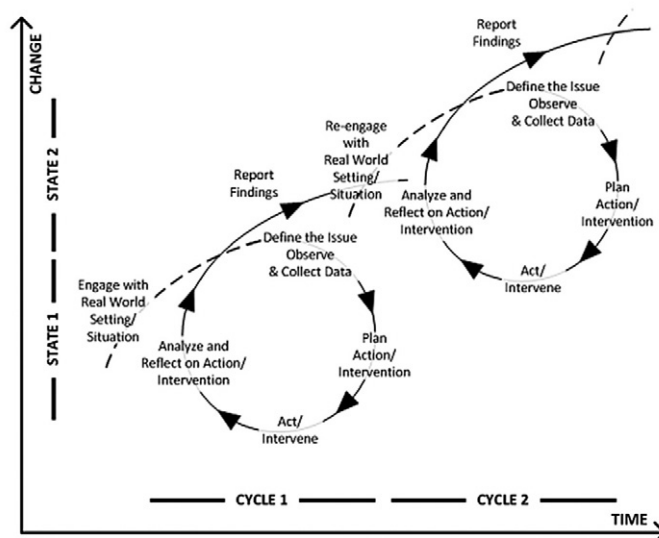 CHANGE
STATE 2
STATE 1
Report
Findings
Define the Issue
Observe
& Collect Data
Re-engage
with
Real World
Setting/
Situation
Plan
Action/
Intervention
Analyze and
Reflect on Action/
Intervention
Act/
Intervene
Report
Findings
Define the Issue
Observe
& Collect Data
Engage with
Real World
Setting/
Situation
Plan
Action/
Intervention
Analyze and
Reflect on Action/
Intervention
Act/
Intervene
CYCLE 1
CYCLE 2
TIME